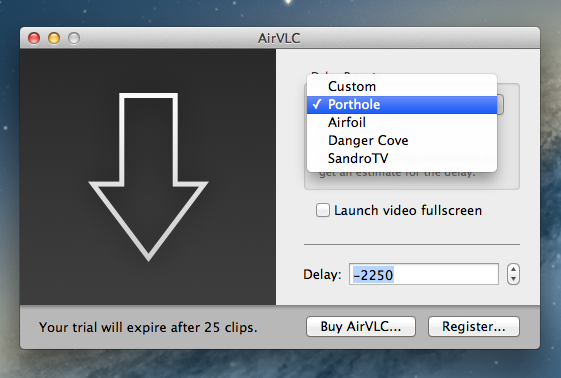 AirVLC
Custom
✓ Porthole
Airfoil
Danger Cove
SandroTV
get an estimate for the delay.
Launch video fullscreen
Delay: -2250
Your trial will expire after 25 clips.
Buy AirVLC...
Register...